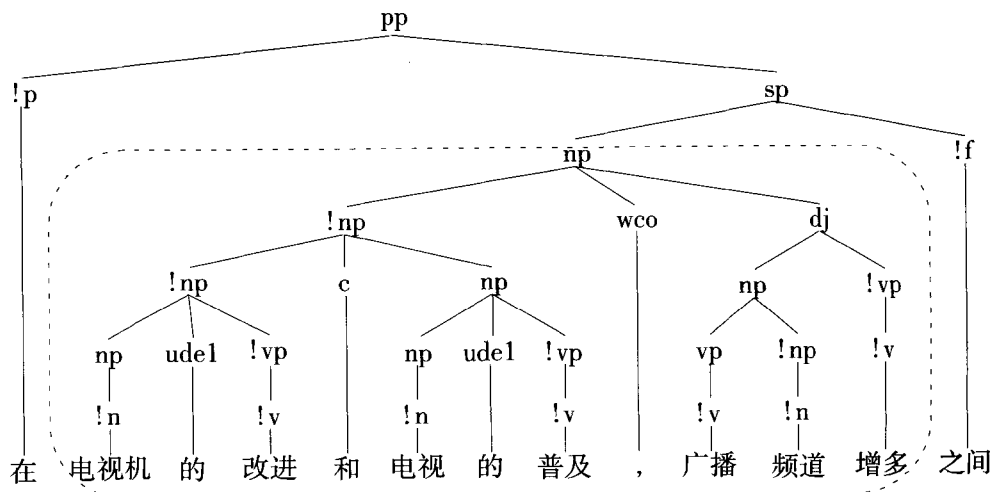 pp
!p sp
np !f
!np wco dj
!np c np np !vp
np ude1 !vp np ude1 !vp vp !np !v
!n !v !n !v !v !n
在 电视机 的 改进 和 电视 的 普及 , 广播 频道 增多 之间